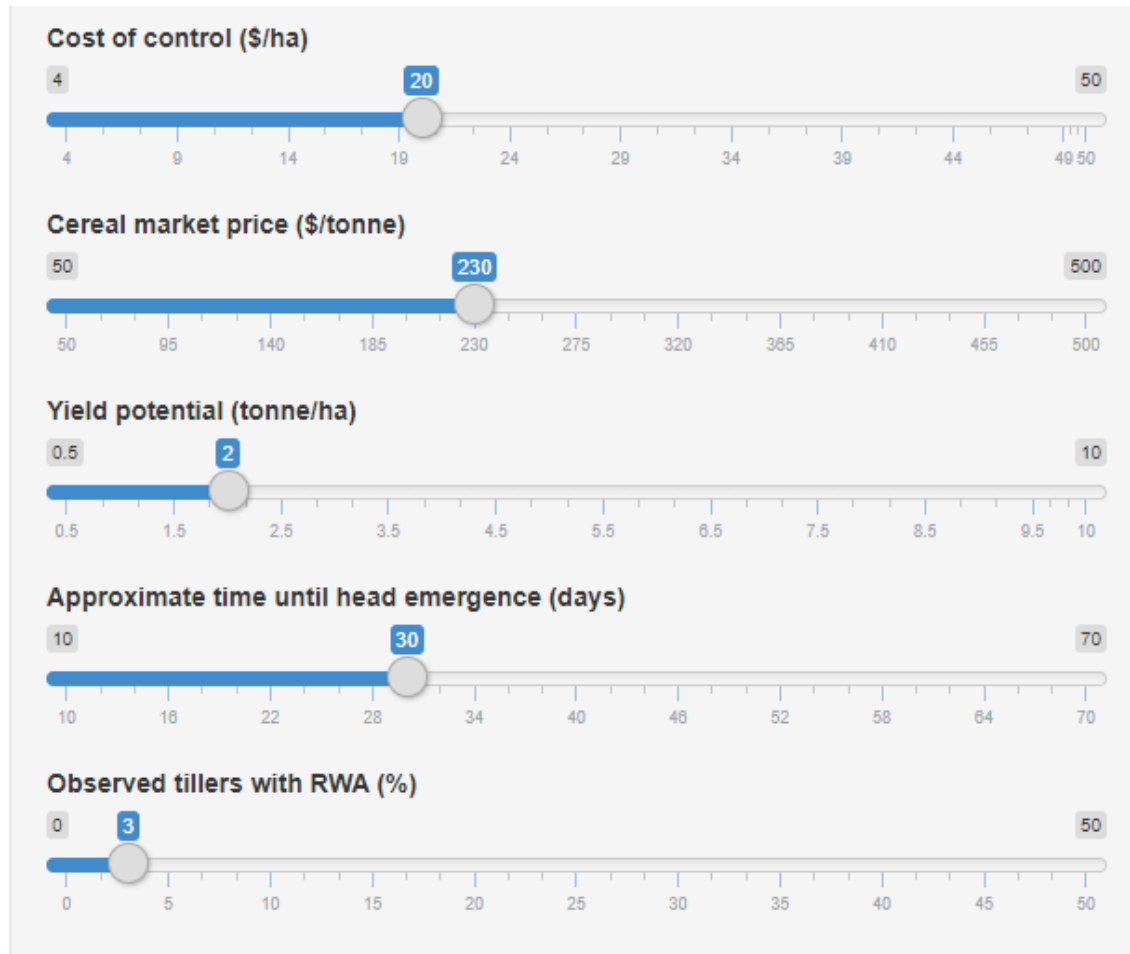 Cost of control ($/ha)
4 20 50
4 9 14 19 24 29 34 39 44 49 50
Cereal market price ($/tonne)
50 230 500
50 95 140 185 230 275 320 365 410 455 500
Yield potential (tonne/ha)
0.5 2 10
0.5 1.5 2.5 3.5 4.5 5.5 6.5 7.5 8.5 9.5 10
Approximate time until head emergence (days)
10 30 70
10 16 22 28 34 40 46 52 58 64 70
Observed tillers with RWA (%)
0 3 50
0 5 10 15 20 25 30 35 40 45 50